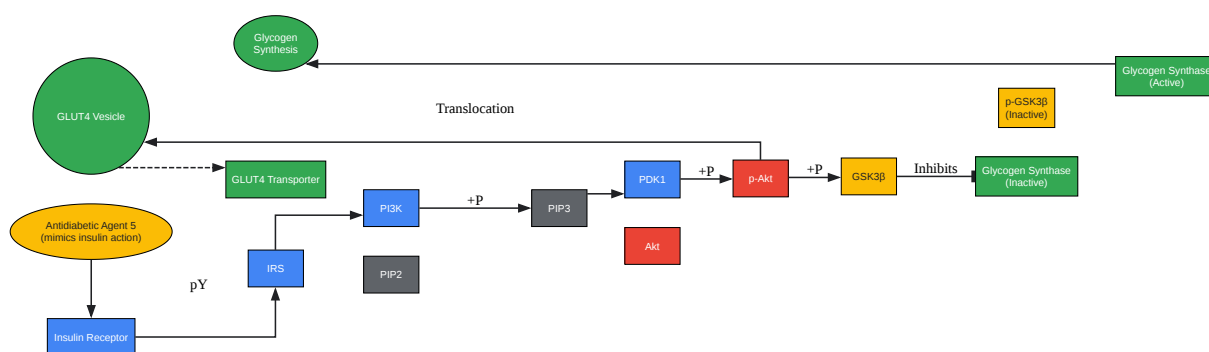 Glycogen
Synthesis
Glycogen Synthase
(Active)
p-GSK3β
(Inactive)
Translocation
GLUT4 Vesicle
GLUT4 Transporter
PDK1
+P
p-Akt
+P
GSK3β
Inhibits
Glycogen Synthase
(Inactive)
PI3K
+P
PIP3
Antidiabetic Agent 5
(mimics insulin action)
Akt
IRS
PIP2
pY
Insulin Receptor